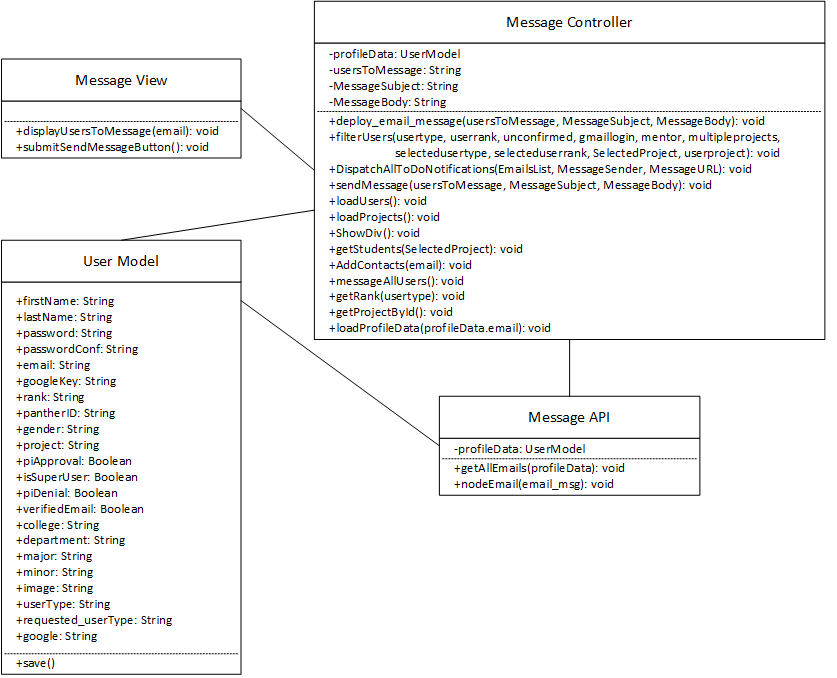 Message Controller
-profileData: UserModel
-usersToMessage: String
-MessageSubject: String
-MessageBody: String
+deploy_email_message(usersToMessage, MessageSubject, MessageBody): void
+filterUsers(usertype, userrank, unconfirmed, gmaillogin, mentor, multipleprojects,
selectedusertype, selecteduserrank, SelectedProject, userproject): void
+DispatchAllToDoNotifications(EmailsList, MessageSender, MessageURL): void
+sendMessage(usersToMessage, MessageSubject, MessageBody): void
+loadUsers(): void
+loadProjects(): void
+ShowDiv(): void
+getStudents(SelectedProject): void
+AddContacts(email): void
+messageAllUsers(): void
+getRank(usertype): void
+getProjectById(): void
+loadProfileData(profileData.email): void
Message View
+displayUsersToMessage(email): void
+submitSendMessageButton(): void
User Model
+firstName: String
+lastName: String
+password: String
+passwordConf: String
+email: String
+googleKey: String
+rank: String
+pantherID: String
+gender: String
+project: String
+piApproval: Boolean
+isSuperUser: Boolean
+piDenial: Boolean
+verifiedEmail: Boolean
+college: String
+department: String
+major: String
+minor: String
+image: String
+userType: String
+requested_userType: String
+google: String
+save()
Message API
-profileData: UserModel
+getAllEmails(profileData): void
+nodeEmail(email_msg): void